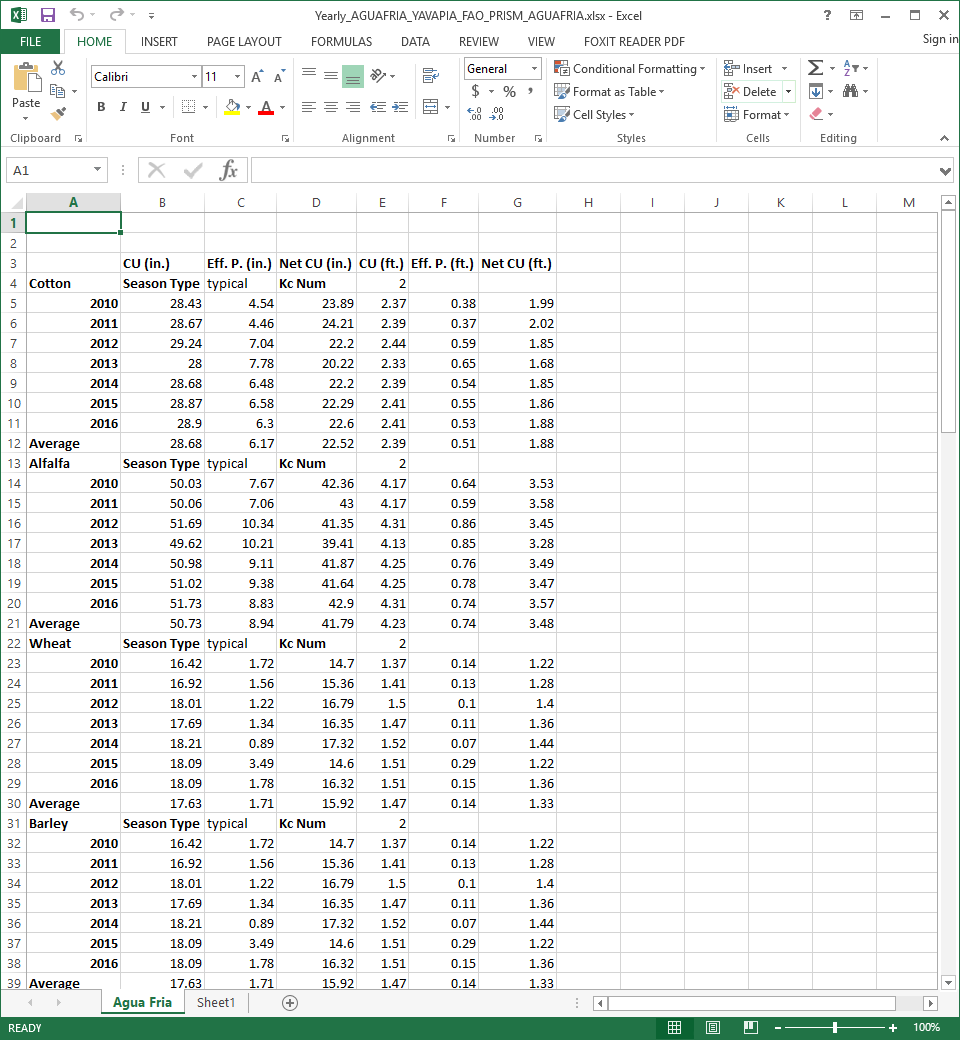 Yearly_AGUAFRIA_YAVAPIA_FAO_PRISM_AGUAFRIA.xlsx - Excel
FILE HOME INSERT PAGE LAYOUT FORMULAS DATA REVIEW VIEW FOXIT READER PDF Sign in
Calibri 11 General Conditional Formatting Insert
Paste B I U A $ % , Format as Table Delete
Cell Styles Format
Clipboard Font Alignment Number Styles Cells Editing
A1 fx
A B C D E F G H I J K L M
1
2
3 CU (in.) Eff. P. (in.) Net CU (in.) CU (ft.) Eff. P. (ft.) Net CU (ft.)
4 Cotton Season Type typical Kc Num 2
5 2010 28.43 4.54 23.89 2.37 0.38 1.99
6 2011 28.67 4.46 24.21 2.39 0.37 2.02
7 2012 29.24 7.04 22.2 2.44 0.59 1.85
8 2013 28 7.78 20.22 2.33 0.65 1.68
9 2014 28.68 6.48 22.2 2.39 0.54 1.85
10 2015 28.87 6.58 22.29 2.41 0.55 1.86
11 2016 28.9 6.3 22.6 2.41 0.53 1.88
12 Average 28.68 6.17 22.52 2.39 0.51 1.88
13 Alfalfa Season Type typical Kc Num 2
14 2010 50.03 7.67 42.36 4.17 0.64 3.53
15 2011 50.06 7.06 43 4.17 0.59 3.58
16 2012 51.69 10.34 41.35 4.31 0.86 3.45
17 2013 49.62 10.21 39.41 4.13 0.85 3.28
18 2014 50.98 9.11 41.87 4.25 0.76 3.49
19 2015 51.02 9.38 41.64 4.25 0.78 3.47
20 2016 51.73 8.83 42.9 4.31 0.74 3.57
21 Average 50.73 8.94 41.79 4.23 0.74 3.48
22 Wheat Season Type typical Kc Num 2
23 2010 16.42 1.72 14.7 1.37 0.14 1.22
24 2011 16.92 1.56 15.36 1.41 0.13 1.28
25 2012 18.01 1.22 16.79 1.5 0.1 1.4
26 2013 17.69 1.34 16.35 1.47 0.11 1.36
27 2014 18.21 0.89 17.32 1.52 0.07 1.44
28 2015 18.09 3.49 14.6 1.51 0.29 1.22
29 2016 18.09 1.78 16.32 1.51 0.15 1.36
30 Average 17.63 1.71 15.92 1.47 0.14 1.33
31 Barley Season Type typical Kc Num 2
32 2010 16.42 1.72 14.7 1.37 0.14 1.22
33 2011 16.92 1.56 15.36 1.41 0.13 1.28
34 2012 18.01 1.22 16.79 1.5 0.1 1.4
35 2013 17.69 1.34 16.35 1.47 0.11 1.36
36 2014 18.21 0.89 17.32 1.52 0.07 1.44
37 2015 18.09 3.49 14.6 1.51 0.29 1.22
38 2016 18.09 1.78 16.32 1.51 0.15 1.36
39 Average 17.63 1.71 15.92 1.47 0.14 1.33
Agua Fria Sheet1
READY 100%